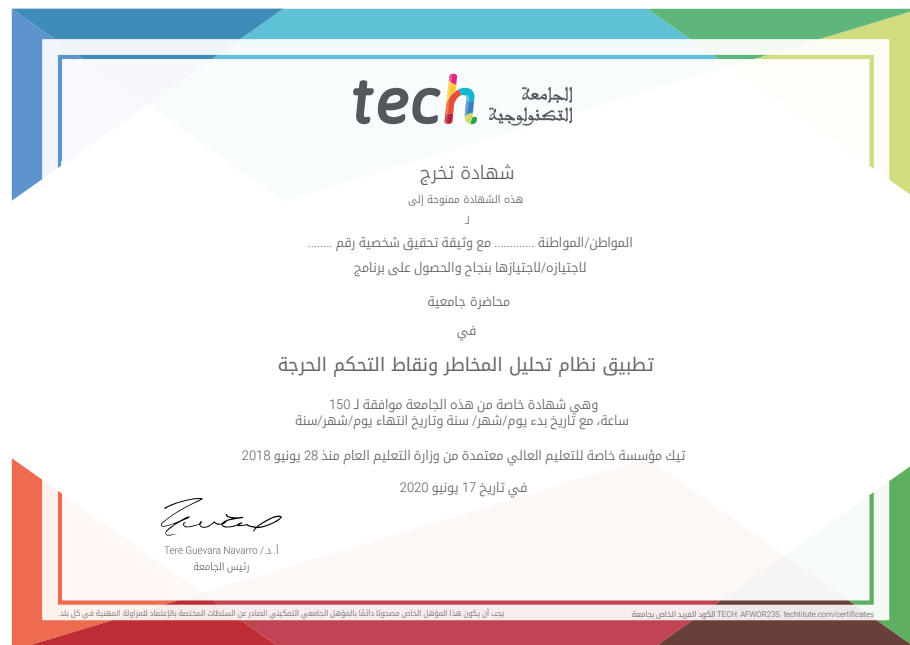 tech
الجامعة
التكنولوجية
شهادة تخرج
هذه الشهادة ممنوحة إلى
لـ
المواطن/المواطنة ............ مع وثيقة تحقيق شخصية رقم ........
لاجتيازه/لاجتيازها بنجاح والحصول على برنامج
محاضرة جامعية
في
تطبيق نظام تحليل المخاطر ونقاط التحكم الحرجة
وهي شهادة خاصة من هذه الجامعة موافقة لـ 150
ساعة، مع تاريخ بدء يوم/شهر/ سنة وتاريخ انتهاء يوم/شهر/سنة
تيك مؤسسة خاصة للتعليم العالي معتمدة من وزارة التعليم العام منذ 28 يونيو 2018
في تاريخ 17 يونيو 2020
أ. د./ Tere Guevara Navarro
رئيس الجامعة
الكود الفريد الخاص بجامعة TECH: AFWOR23S techtitute.com/certificates
يجب أن يكون هذا المؤهل الخاص مصحوبًا دائمًا بالمؤهل الجامعي التمكيني الصادر عن السلطات المختصة بالإعتماد للمزاولة المهنية في كل بلد.